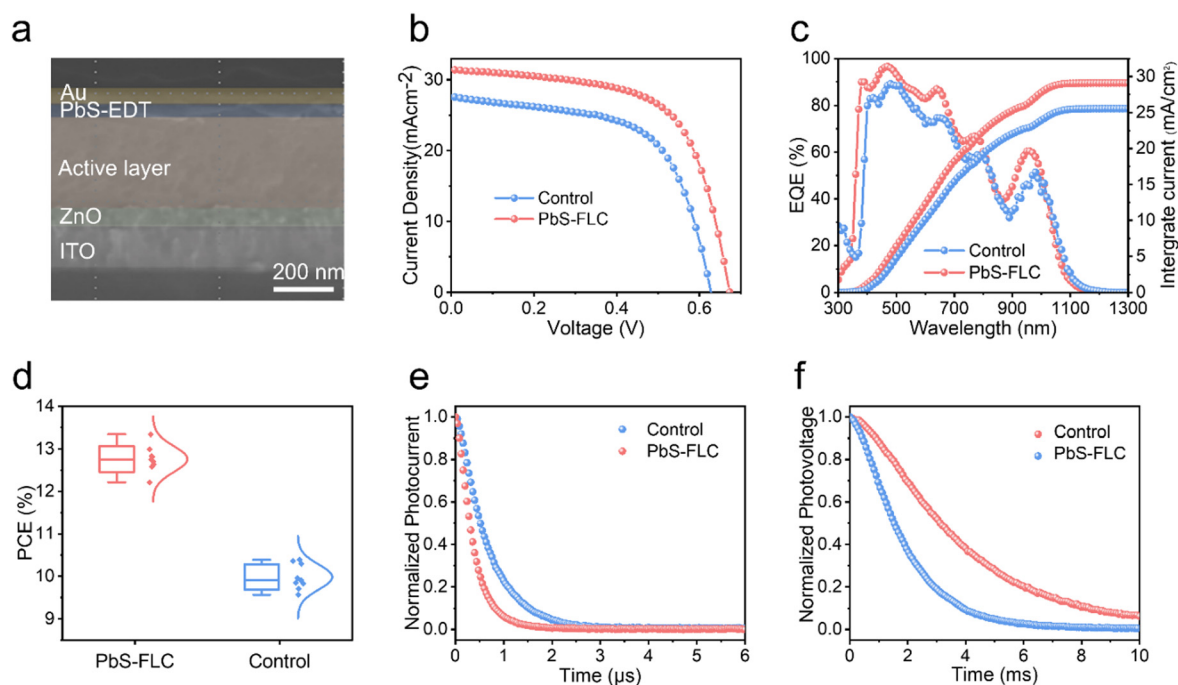 a
Au
PbS-EDT
Active layer
ZnO
ITO
200 nm
b
Current Density(mAcm−2)
30
20
10
0
Control
PbS-FLC
0.0
0.2
0.4
0.6
Voltage (V)
c
EQE (%)
100
80
60
40
20
0
Control
PbS-FLC
30
25
20
15
10
5
0
Intergrate current (mA/cm²)
300
500
700
900
1100
1300
Wavelength (nm)
d
PCE (%)
14
13
12
11
10
9
PbS-FLC
Control
e
Normalized Photocurrent
1.0
0.8
0.6
0.4
0.2
0.0
Control
PbS-FLC
0
1
2
3
4
5
6
Time (µs)
f
Normalized Photovoltage
1.0
0.8
0.6
0.4
0.2
0.0
Control
PbS-FLC
0
2
4
6
8
10
Time (ms)